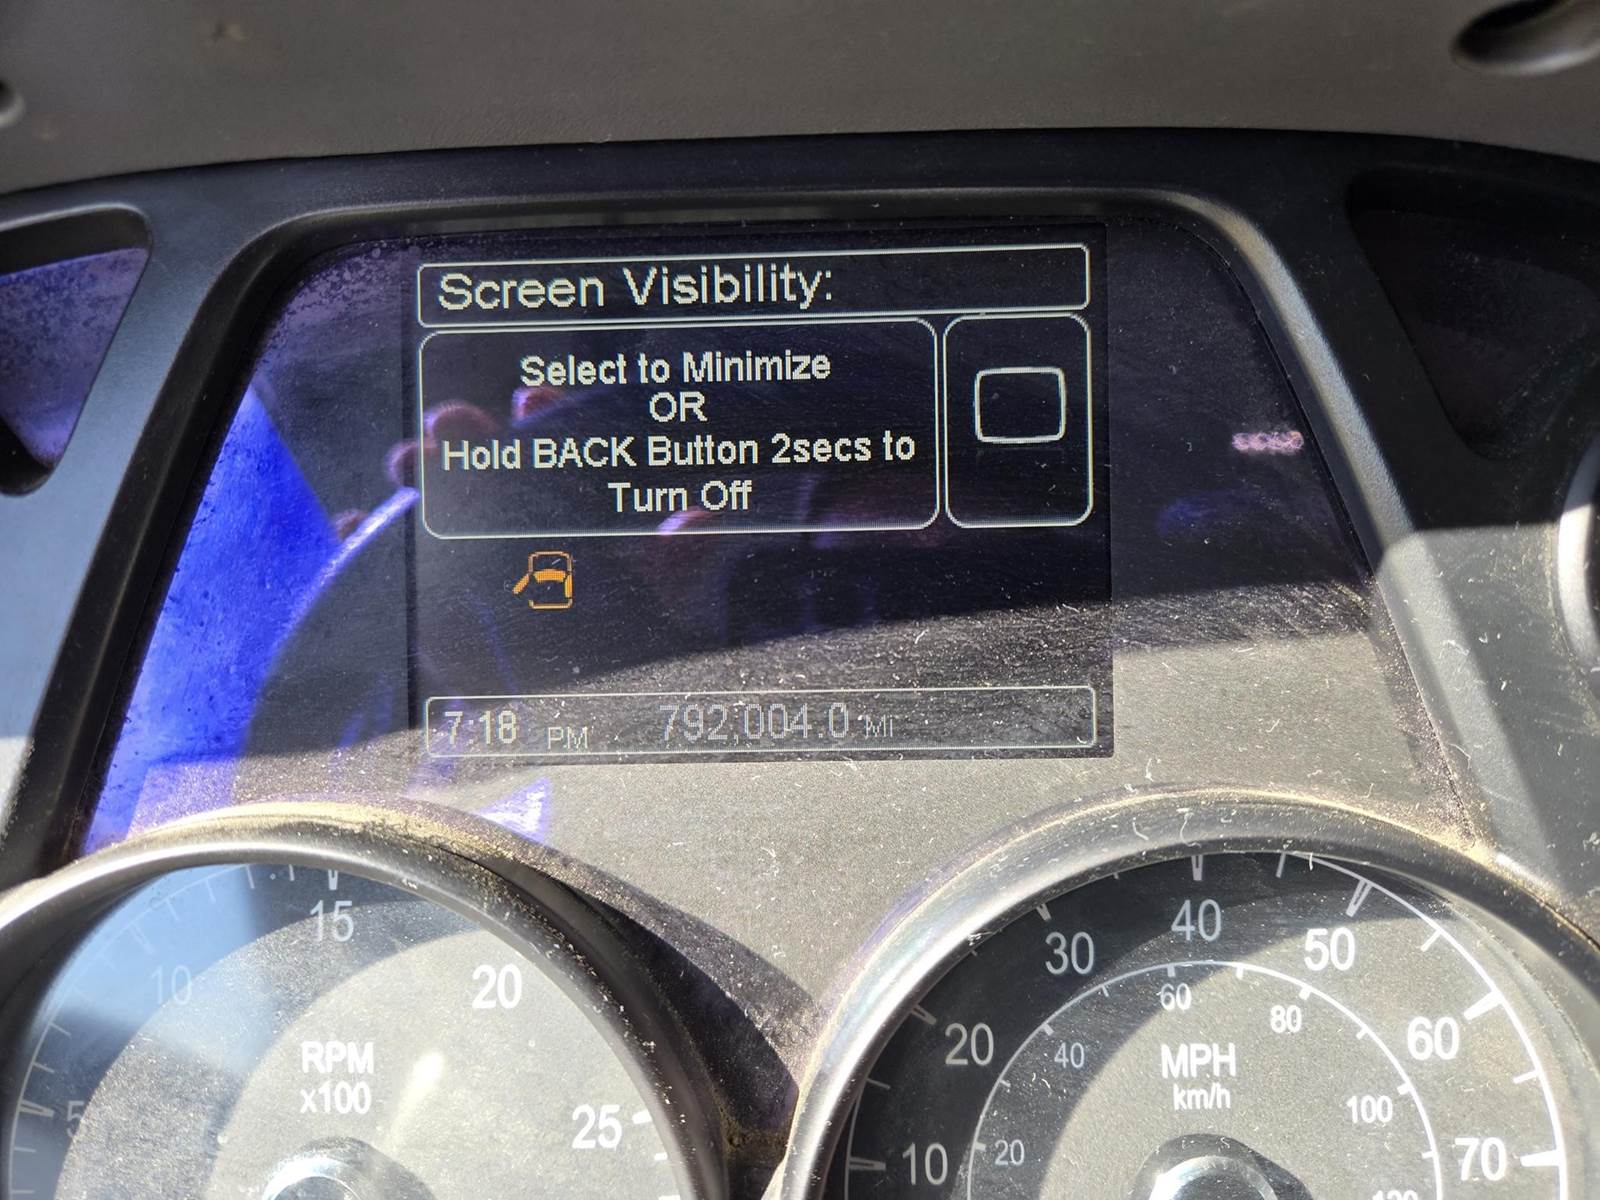 Screen Visibility:
Select to Minimize
OR
Hold BACK Button 2secs to
Turn Off
7:18 PM 792,004.0 Mi
5
10
15
20
25
RPM
x100
10
20
30
40
50
60
70
20
40
60
80
100
120
MPH
km/h